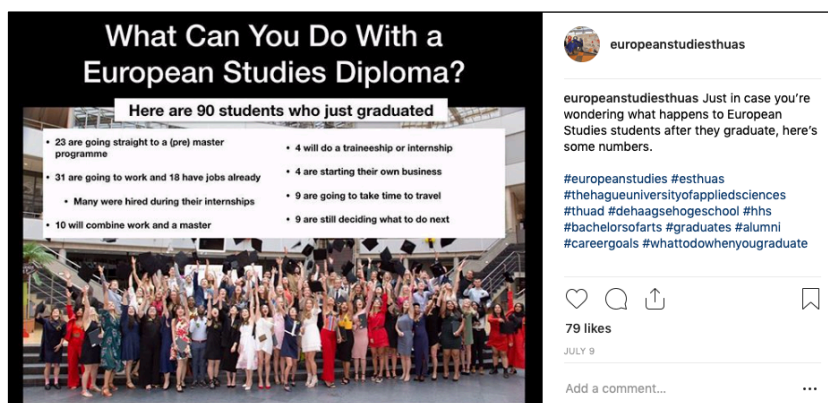 What Can You Do With a
European Studies Diploma?
Here are 90 students who just graduated
• 23 are going straight to a (pre) master
programme
• 31 are going to work and 18 have jobs already
• Many were hired during their internships
• 10 will combine work and a master
• 4 will do a traineeship or internship
• 4 are starting their own business
• 9 are going to take time to travel
• 9 are still deciding what to do next
europeanstudiesthuas
europeanstudiesthuas Just in case you're
wondering what happens to European
Studies students after they graduate, here's
some numbers.
#europeanstudies #esthuas
#thehagueuniversityofappliedsciences
#thuad #dehaagsehogeschool #hhs
#bachelorsofarts #graduates #alumni
#careergoals #whattodowhenyougraduate
79 likes
JULY 9
Add a comment...